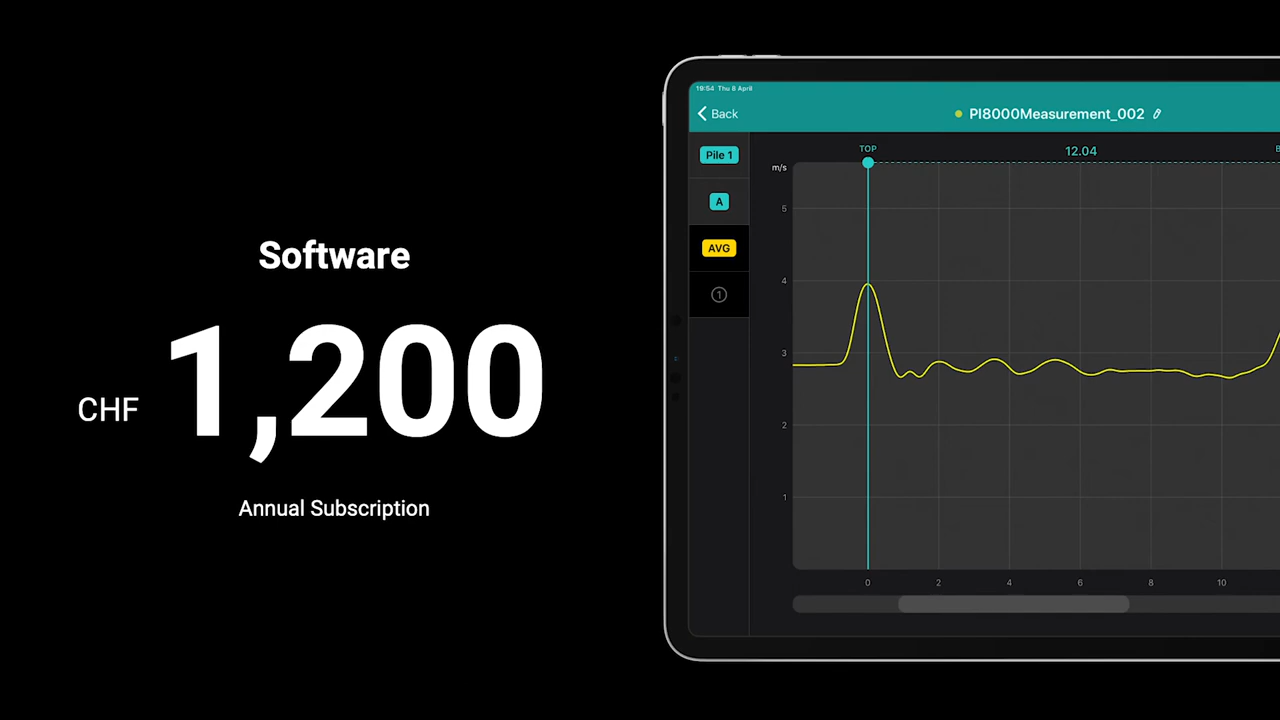 Software
CHF 1,200
Annual Subscription
19:54 Thu 8 April
Back
PI8000Measurement_002
Pile 1
A
AVG
1
TOP
12.04
B
m/s
5
4
3
2
1
0 2 4 6 8 10